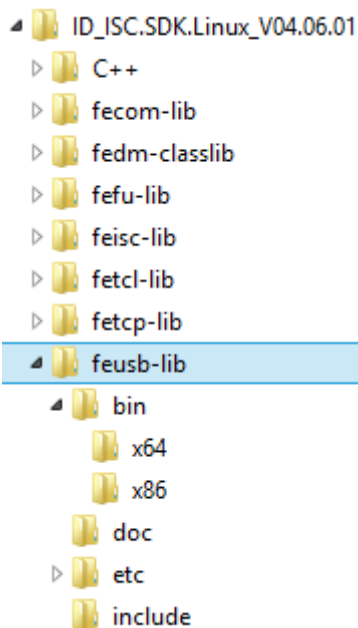 ID_ISC.SDK.Linux_V04.06.01
C++
fecom-lib
fedm-classlib
fefu-lib
feisc-lib
fetcl-lib
fetcp-lib
feusb-lib
bin
x64
x86
doc
etc
include